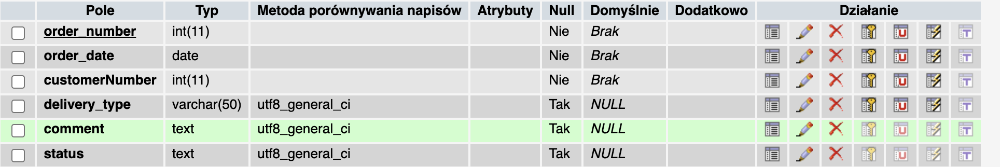 Pole Typ Metoda porównywania napisów Atrybuty Null Domyślnie Dodatkowo Działanie
order_number int(11) Nie Brak
order_date date Nie Brak
customerNumber int(11) Nie Brak
delivery_type varchar(50) utf8_general_ci Tak NULL
comment text utf8_general_ci Tak NULL
status text utf8_general_ci Tak NULL